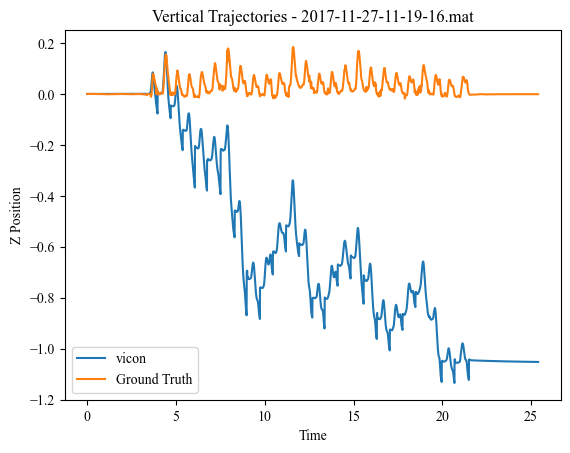 Vertical Trajectories - 2017-11-27-11-19-16.mat
Z Position
0.2
0.0
−0.2
−0.4
−0.6
−0.8
−1.0
−1.2
vicon
Ground Truth
0 5 10 15 20 25
Time